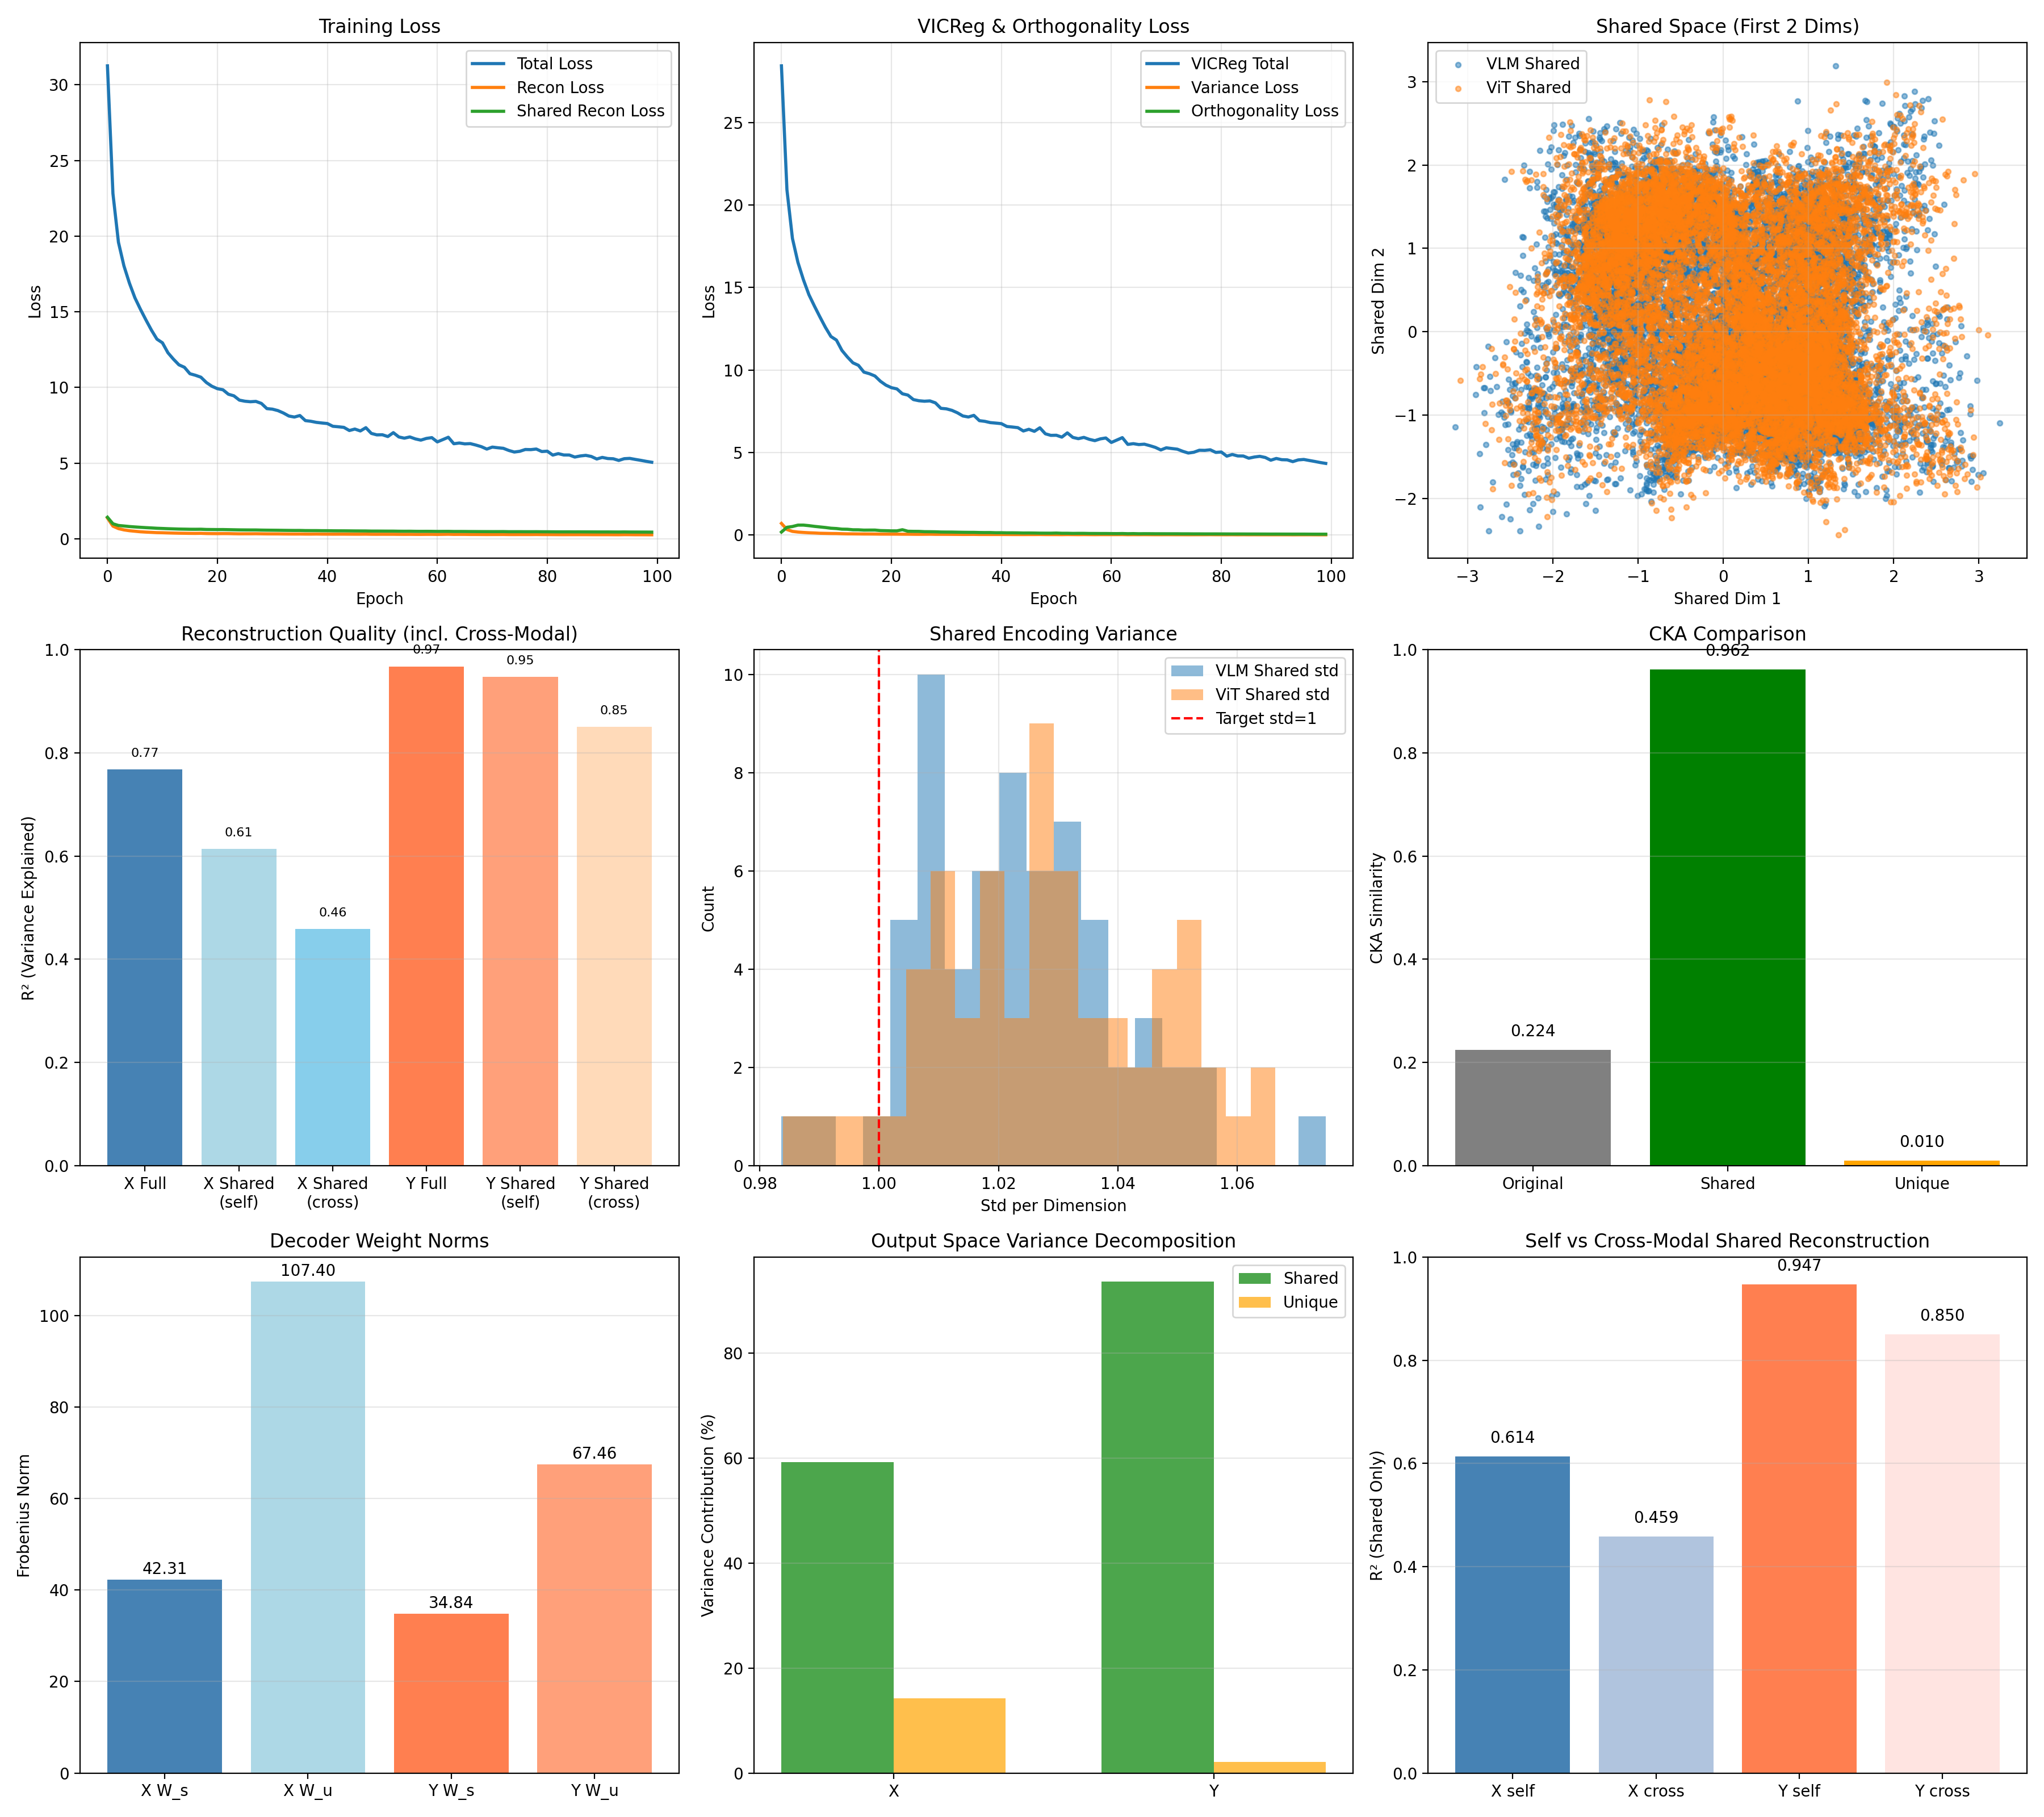 Training Loss
Total Loss
Recon Loss
Shared Recon Loss
30
25
20
15
10
5
0
Loss
0 20 40 60 80 100
Epoch
VICReg & Orthogonality Loss
VICReg Total
Variance Loss
Orthogonality Loss
25
20
15
10
5
0
Loss
0 20 40 60 80 100
Epoch
Shared Space (First 2 Dims)
VLM Shared
ViT Shared
3
2
1
0
−1
−2
Shared Dim 2
−3 −2 −1 0 1 2 3
Shared Dim 1
Reconstruction Quality (incl. Cross-Modal)
1.0
0.8
0.6
0.4
0.2
0.0
R² (Variance Explained)
0.77
0.61
0.46
0.97
0.95
0.85
X Full X Shared X Shared Y Full Y Shared Y Shared
(self) (cross) (self) (cross)
Shared Encoding Variance
VLM Shared std
ViT Shared std
Target std=1
10
8
6
4
2
0
Count
0.98 1.00 1.02 1.04 1.06
Std per Dimension
CKA Comparison
1.0
0.8
0.6
0.4
0.2
0.0
CKA Similarity
0.224
0.962
0.010
Original Shared Unique
Decoder Weight Norms
100
80
60
40
20
0
Frobenius Norm
42.31
107.40
34.84
67.46
X W_s X W_u Y W_s Y W_u
Output Space Variance Decomposition
Shared
Unique
80
60
40
20
0
Variance Contribution (%)
X Y
Self vs Cross-Modal Shared Reconstruction
1.0
0.8
0.6
0.4
0.2
0.0
R² (Shared Only)
0.614
0.459
0.947
0.850
X self X cross Y self Y cross